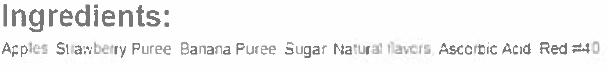 Ingredients:
Apples Strawberry Puree Banana Puree Sugar Natural flavors Ascorbic Acid Red #40